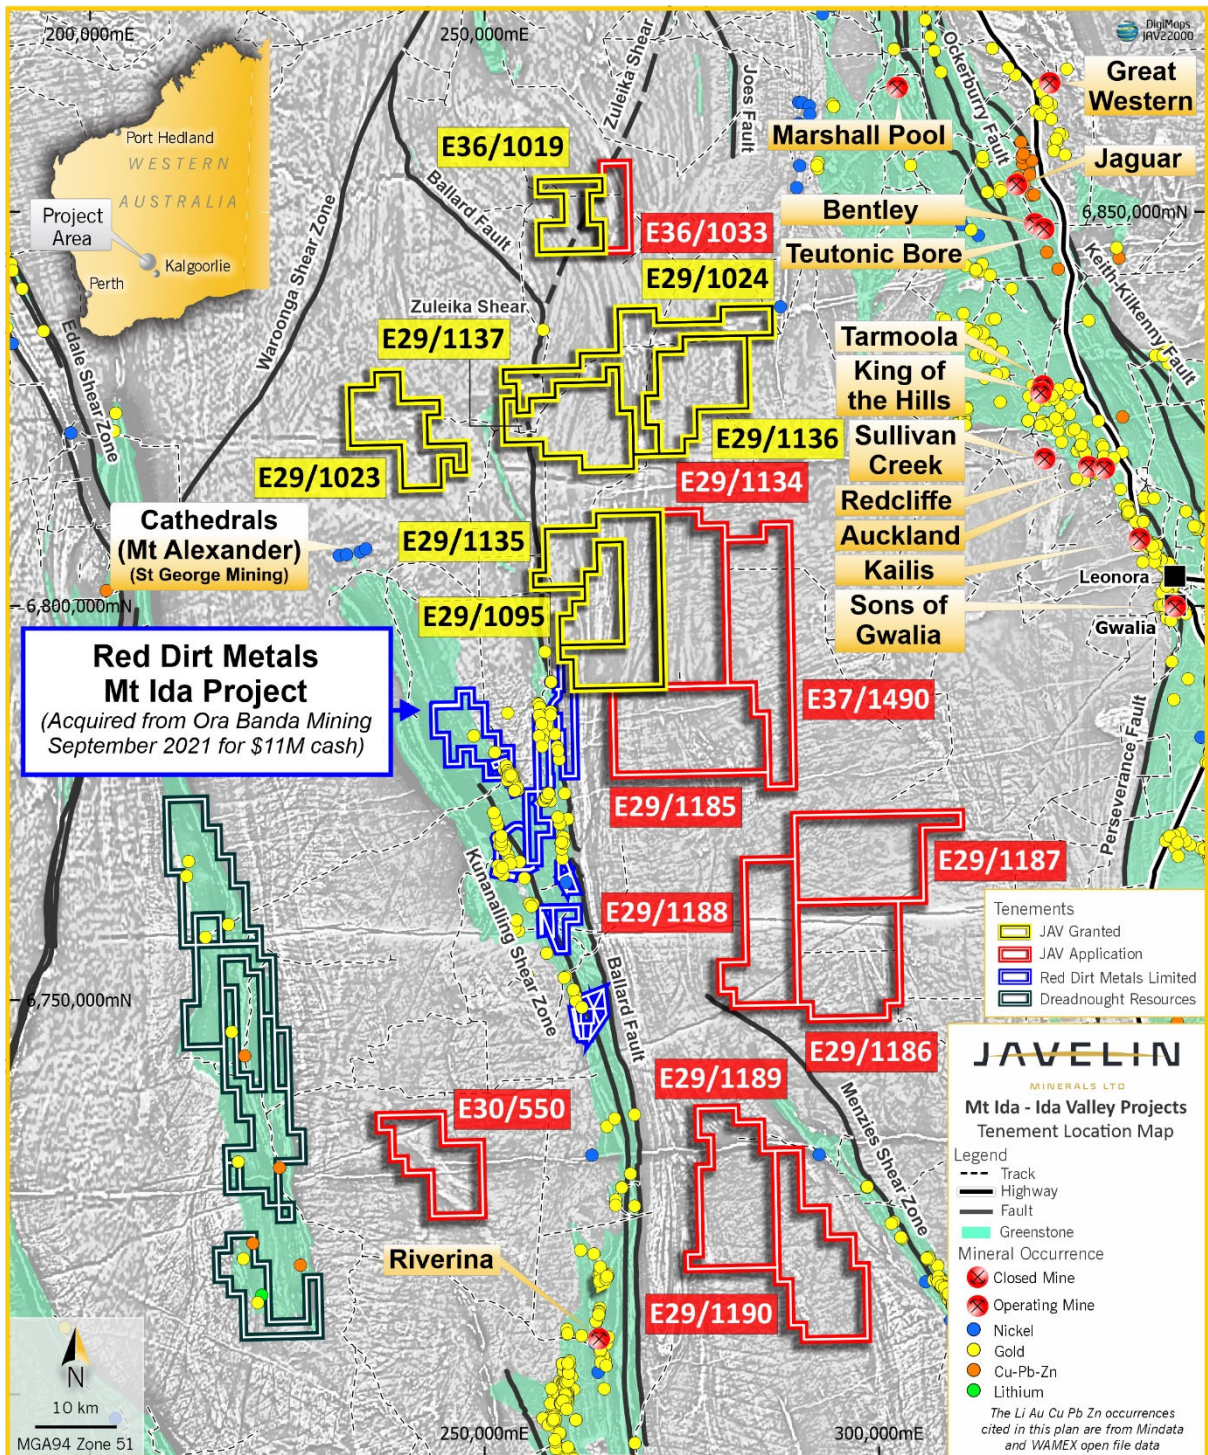 200,000mE
250,000mE
DigiMaps
JAV22000
Port Hedland
WESTERN
AUSTRALIA
Project
Area
Kalgoorlie
Perth
Zuleika Shear
Joes Fault
Ockerburry Fault
Great
Western
Marshall Pool
Jaguar
Bentley
Teutonic Bore
6,850,000mN
Keith-Kilkenny Fault
E36/1019
E36/1033
Ballard Fault
Waroonga Shear Zone
Edale Shear Zone
Zuleika Shear
E29/1024
E29/1137
E29/1023
E29/1136
Tarmoola
King of
the Hills
Sullivan
Creek
Redcliffe
Auckland
Kailis
Leonora
Sons of
Gwalia
Gwalia
E29/1134
Cathedrals
(Mt Alexander)
(St George Mining)
E29/1135
E29/1095
6,800,000mN
Red Dirt Metals
Mt Ida Project
(Acquired from Ora Banda Mining
September 2021 for $11M cash)
E37/1490
E29/1185
Perseverance Fault
E29/1187
E29/1188
Kunanalling Shear Zone
Ballard Fault
6,750,000mN
E29/1186
E29/1189
E30/550
Menzies Shear Zone
Riverina
E29/1190
Tenements
JAV Granted
JAV Application
Red Dirt Metals Limited
Dreadnought Resources
JAVELIN
MINERALS LTD
Mt Ida - Ida Valley Projects
Tenement Location Map
Legend
Track
Highway
Fault
Greenstone
Mineral Occurrence
Closed Mine
Operating Mine
Nickel
Gold
Cu-Pb-Zn
Lithium
The Li Au Cu Pb Zn occurrences
cited in this plan are from Mindata
and WAMEX open file data
N
10 km
MGA94 Zone 51
250,000mE
300,000mE